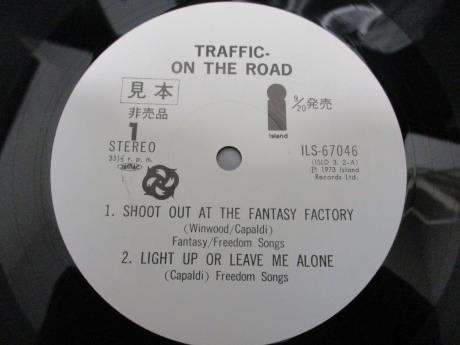 TRAFFIC-
ON THE ROAD
見本
非売品
1
STEREO
33⅓ r. p. m.
Island
9/20発売
ILS-67046
(ISLD 3. 2-A)
Ⓟ 1973 Island
Records Ltd.
1. SHOOT OUT AT THE FANTASY FACTORY
(Winwood/Capaldi)
Fantasy/Freedom Songs
2. LIGHT UP OR LEAVE ME ALONE
(Capaldi) Freedom Songs